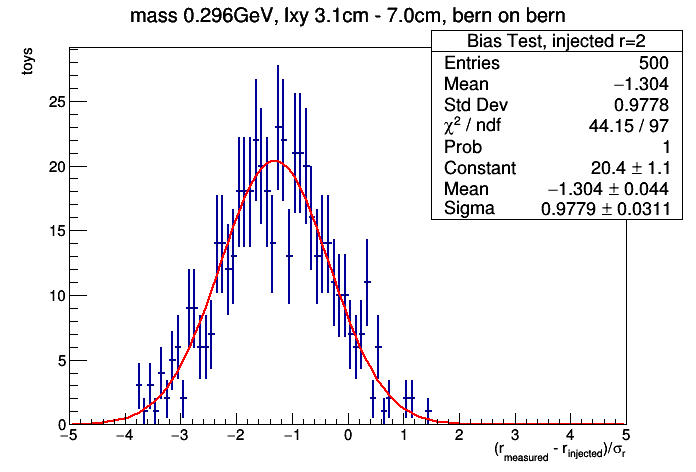 mass 0.296GeV, lxy 3.1cm - 7.0cm, bern on bern
Bias Test, injected r=2
Entries 500
Mean −1.304
Std Dev 0.9778
χ² / ndf 44.15 / 97
Prob 1
Constant 20.4 ± 1.1
Mean −1.304 ± 0.044
Sigma 0.9779 ± 0.0311
toys
25
20
15
10
5
0
−5 −4 −3 −2 −1 0 1 2 3 4 5
(r_measured - r_injected)/σ_r